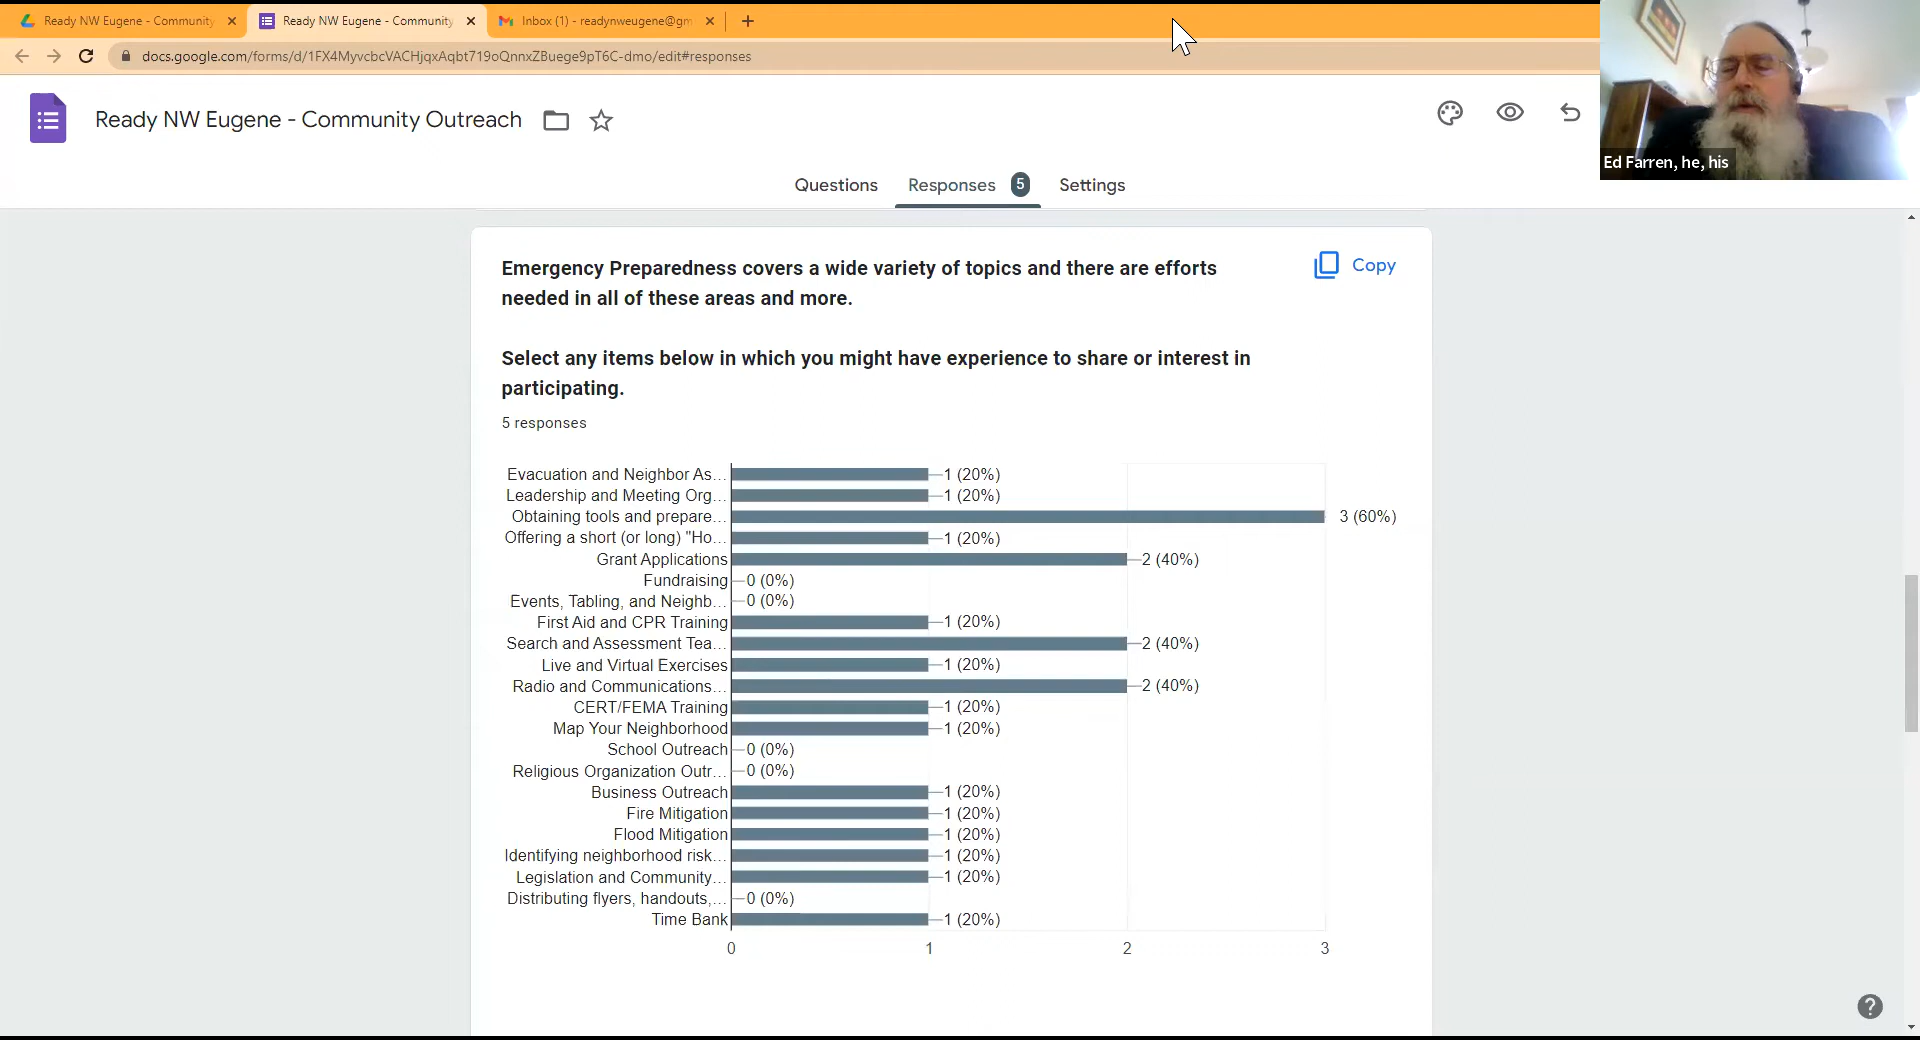 Ready NW Eugene - Community
Ready NW Eugene - Community
Inbox (1) - readynweugene@gm
docs.google.com/forms/d/1FX4MyvcbcVACHjqxAqbt719oQnnxZBuege9pT6C-dmo/edit#responses
Ready NW Eugene - Community Outreach
Ed Farren, he, his
Questions
Responses 5
Settings
Emergency Preparedness covers a wide variety of topics and there are efforts
needed in all of these areas and more.
Copy
Select any items below in which you might have experience to share or interest in
participating.
5 responses
Evacuation and Neighbor As... 1 (20%)
Leadership and Meeting Org... 1 (20%)
Obtaining tools and prepare... 3 (60%)
Offering a short (or long) "Ho... 1 (20%)
Grant Applications 2 (40%)
Fundraising 0 (0%)
Events, Tabling, and Neighb... 0 (0%)
First Aid and CPR Training 1 (20%)
Search and Assessment Tea... 2 (40%)
Live and Virtual Exercises 1 (20%)
Radio and Communications... 2 (40%)
CERT/FEMA Training 1 (20%)
Map Your Neighborhood 1 (20%)
School Outreach 0 (0%)
Religious Organization Outr... 0 (0%)
Business Outreach 1 (20%)
Fire Mitigation 1 (20%)
Flood Mitigation 1 (20%)
Identifying neighborhood risk... 1 (20%)
Legislation and Community... 1 (20%)
Distributing flyers, handouts,... 0 (0%)
Time Bank 1 (20%)
0 1 2 3